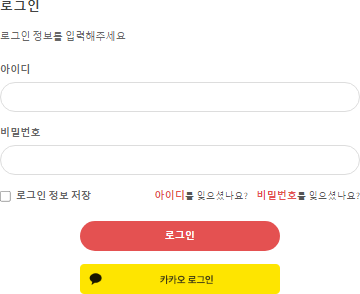 로그인
로그인 정보를 입력해주세요
아이디
비밀번호
로그인 정보 저장 아이디를 잊으셨나요? 비밀번호를 잊으셨나요?
로그인
카카오 로그인